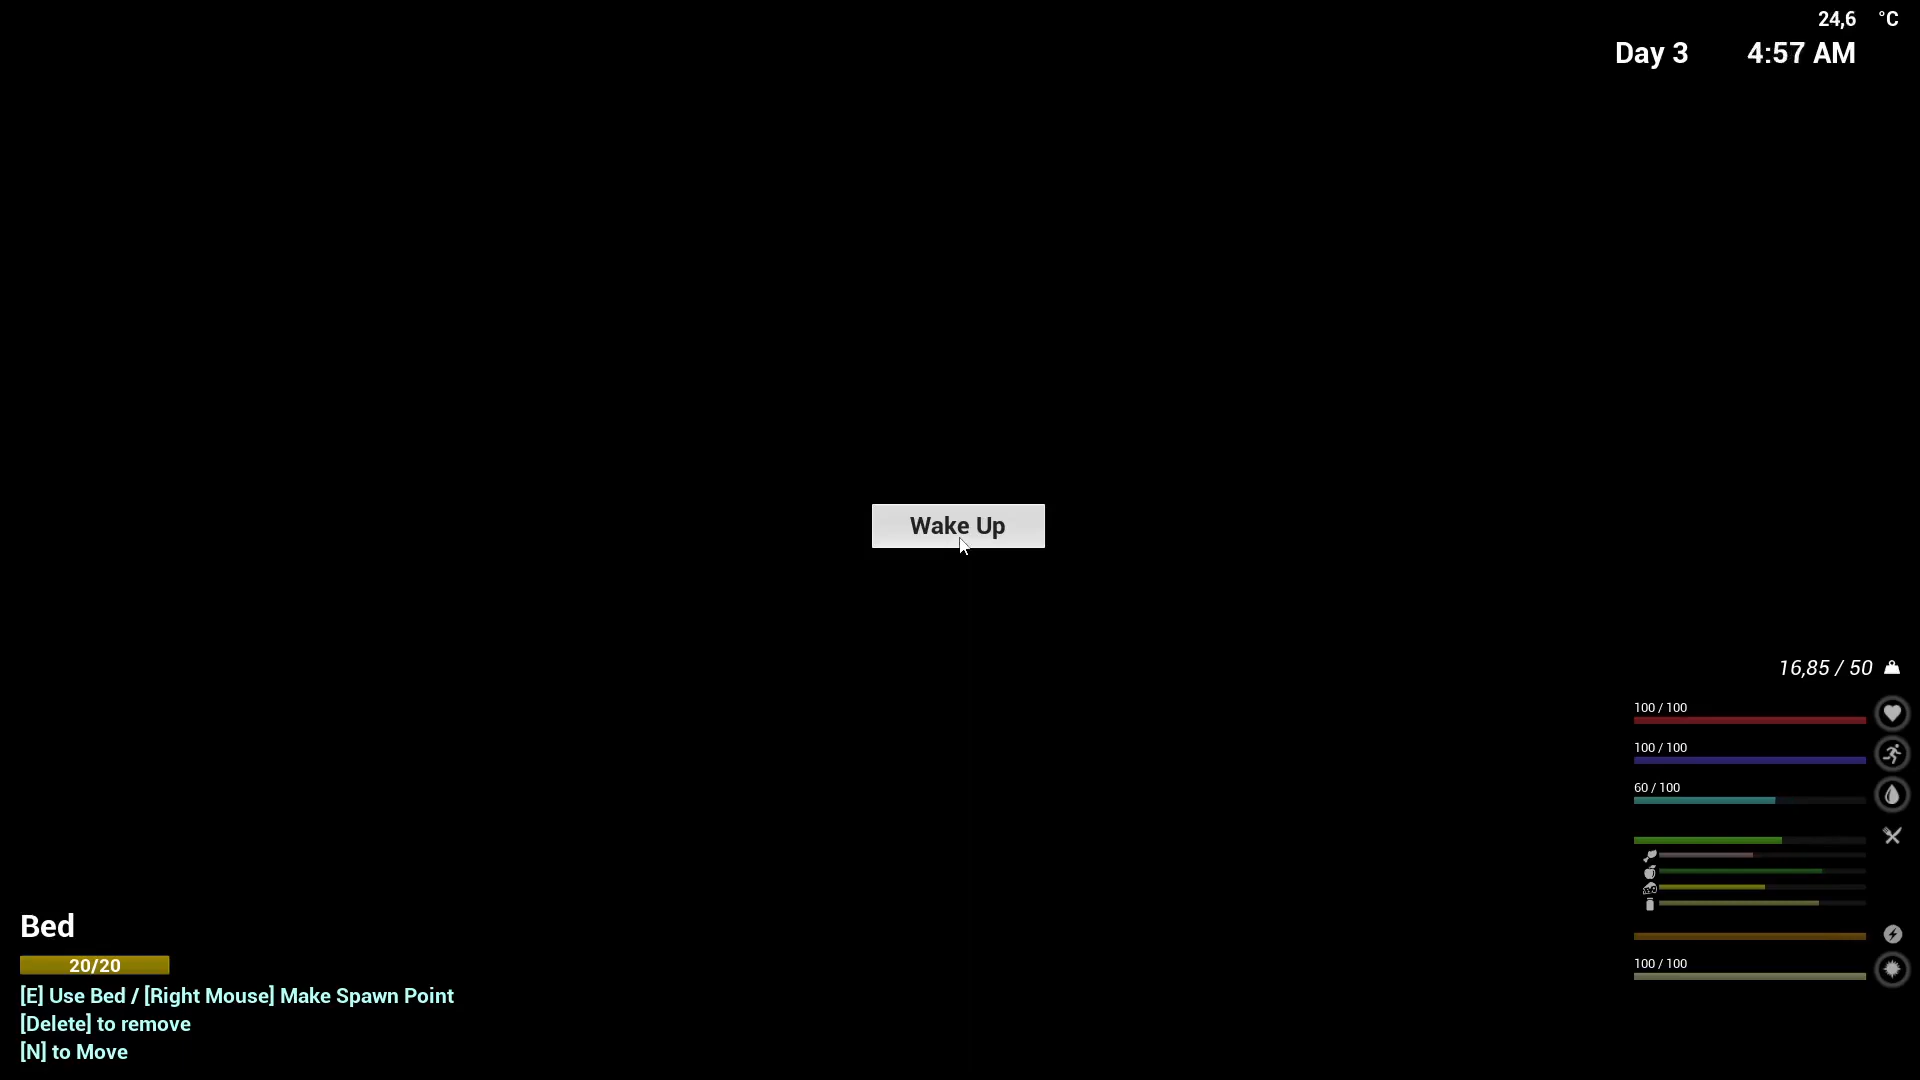 24,6 °C
Day 3 4:57 AM
Wake Up
16,85 / 50
100 / 100
100 / 100
60 / 100
100 / 100
Bed
20/20
[E] Use Bed / [Right Mouse] Make Spawn Point
[Delete] to remove
[N] to Move